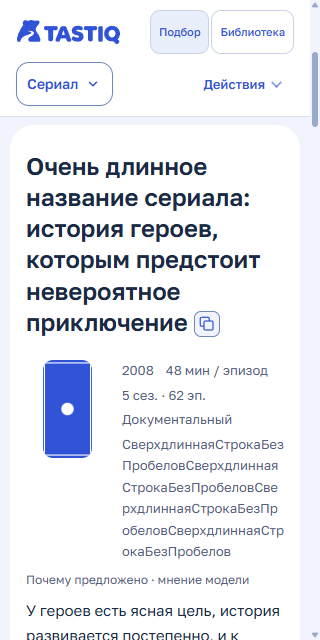 TASTIQ
Подбор
Библиотека
Сериал
Действия
Очень длинное
название сериала:
история героев,
которым предстоит
невероятное
приключение
2008 48 мин / эпизод
5 сез. · 62 эп.
Документальный
СверхдлиннаяСтрокаБез
ПробеловСверхдлинная
СтрокаБезПробеловСве
рхдлиннаяСтрокаБезПр
обеловСверхдлиннаяСтр
окаБезПробелов
Почему предложено · мнение модели
У героев есть ясная цель, история
развивается постепенно, и к